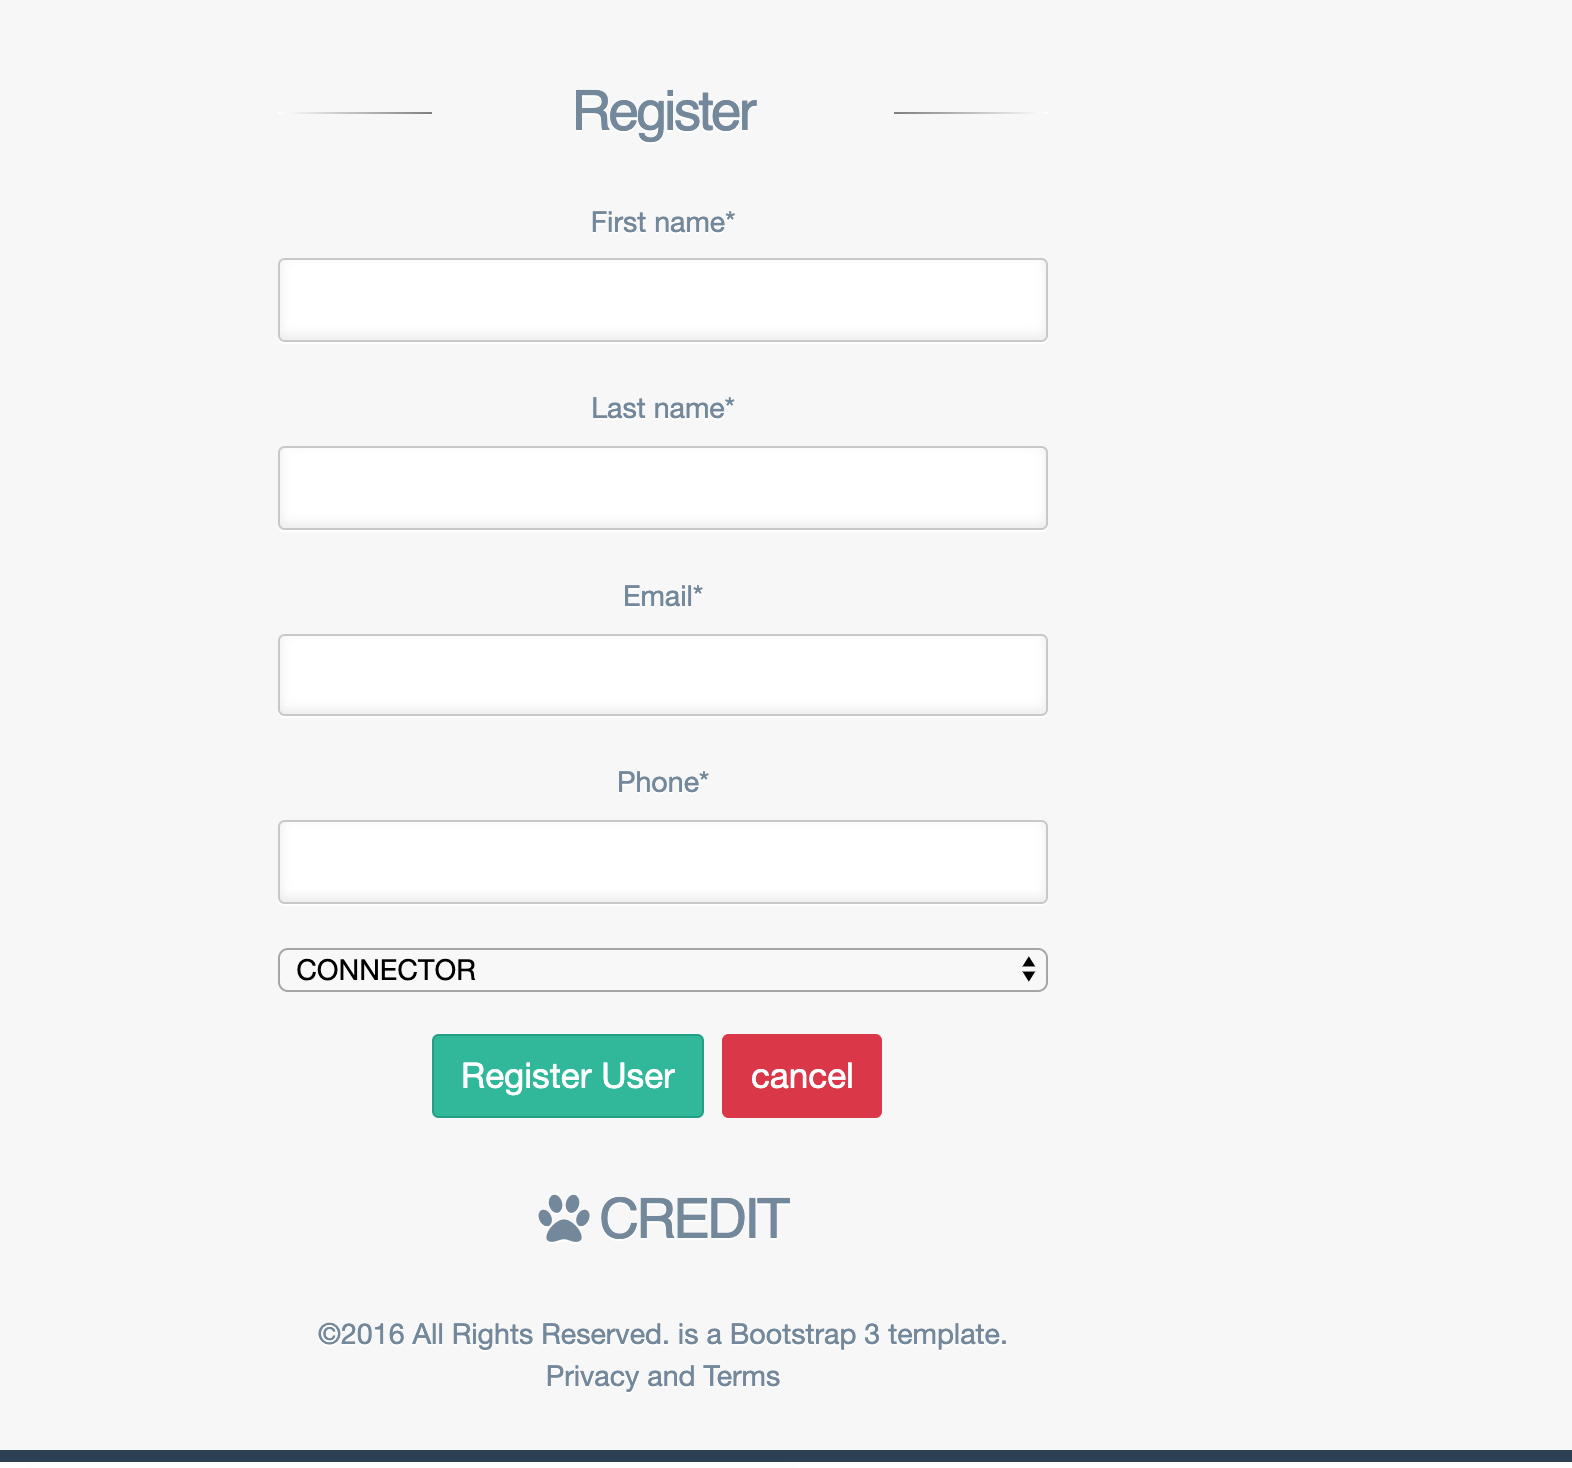 Register
First name*
Last name*
Email*
Phone*
CONNECTOR
Register User cancel
CREDIT
©2016 All Rights Reserved. is a Bootstrap 3 template.
Privacy and Terms